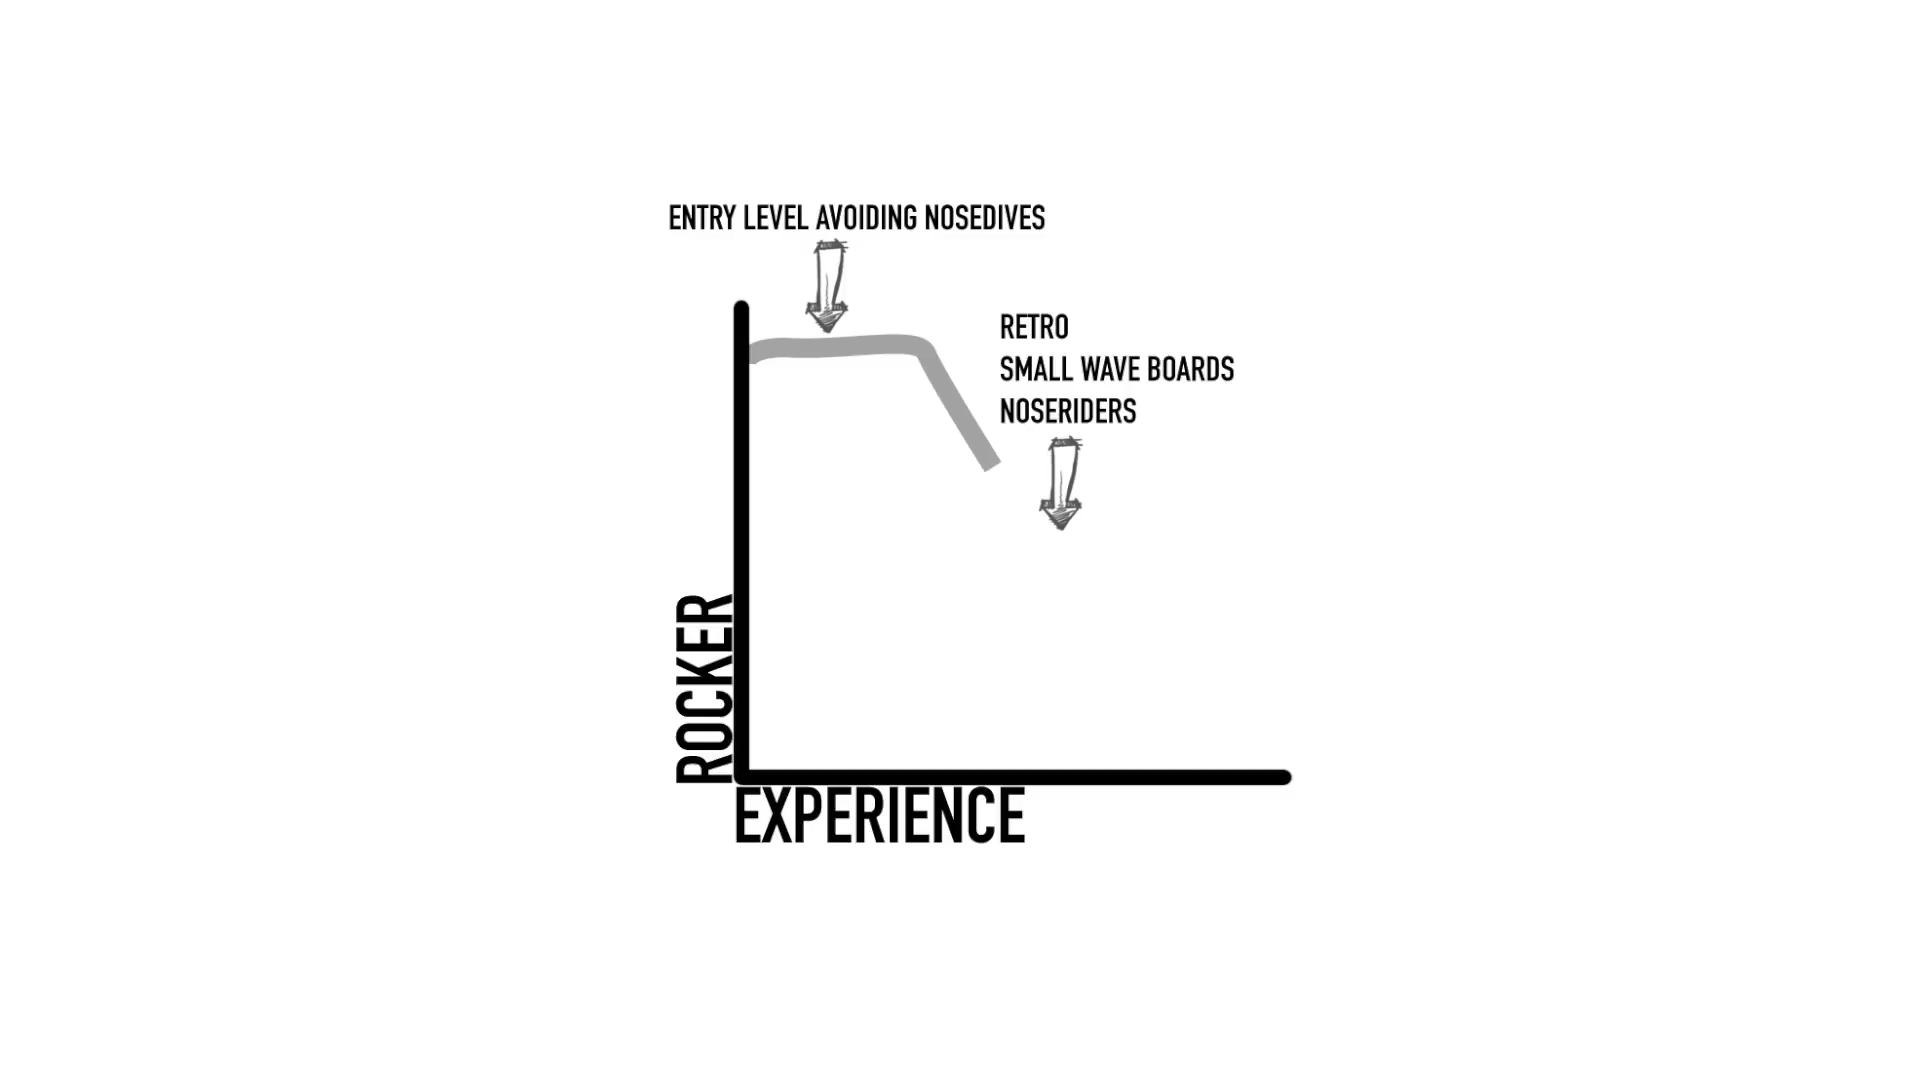 ENTRY LEVEL AVOIDING NOSEDIVES
RETRO
SMALL WAVE BOARDS
NOSERIDERS
ROCKER
EXPERIENCE